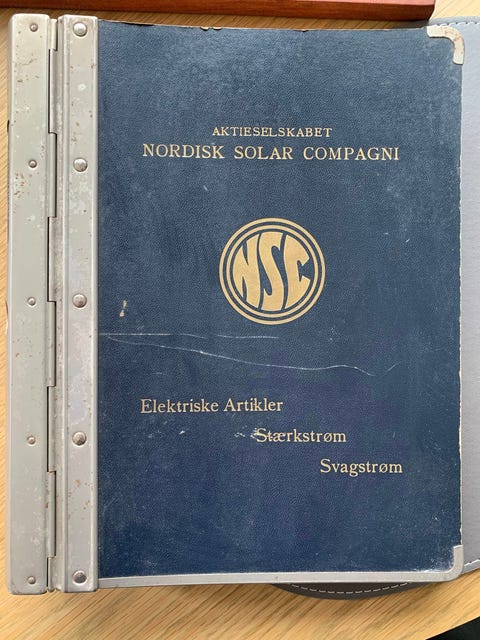 AKTIESELSKABET
NORDISK SOLAR COMPAGNI
NSC
Elektriske Artikler
Stærkstrøm
Svagstrøm